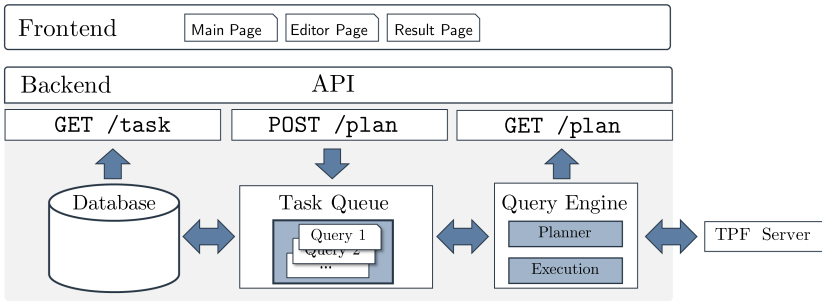 Frontend
Main Page
Editor Page
Result Page
Backend
API
GET /task
POST /plan
GET /plan
Database
Task Queue
Query 1
Query 2
...
Query Engine
Planner
Execution
TPF Server